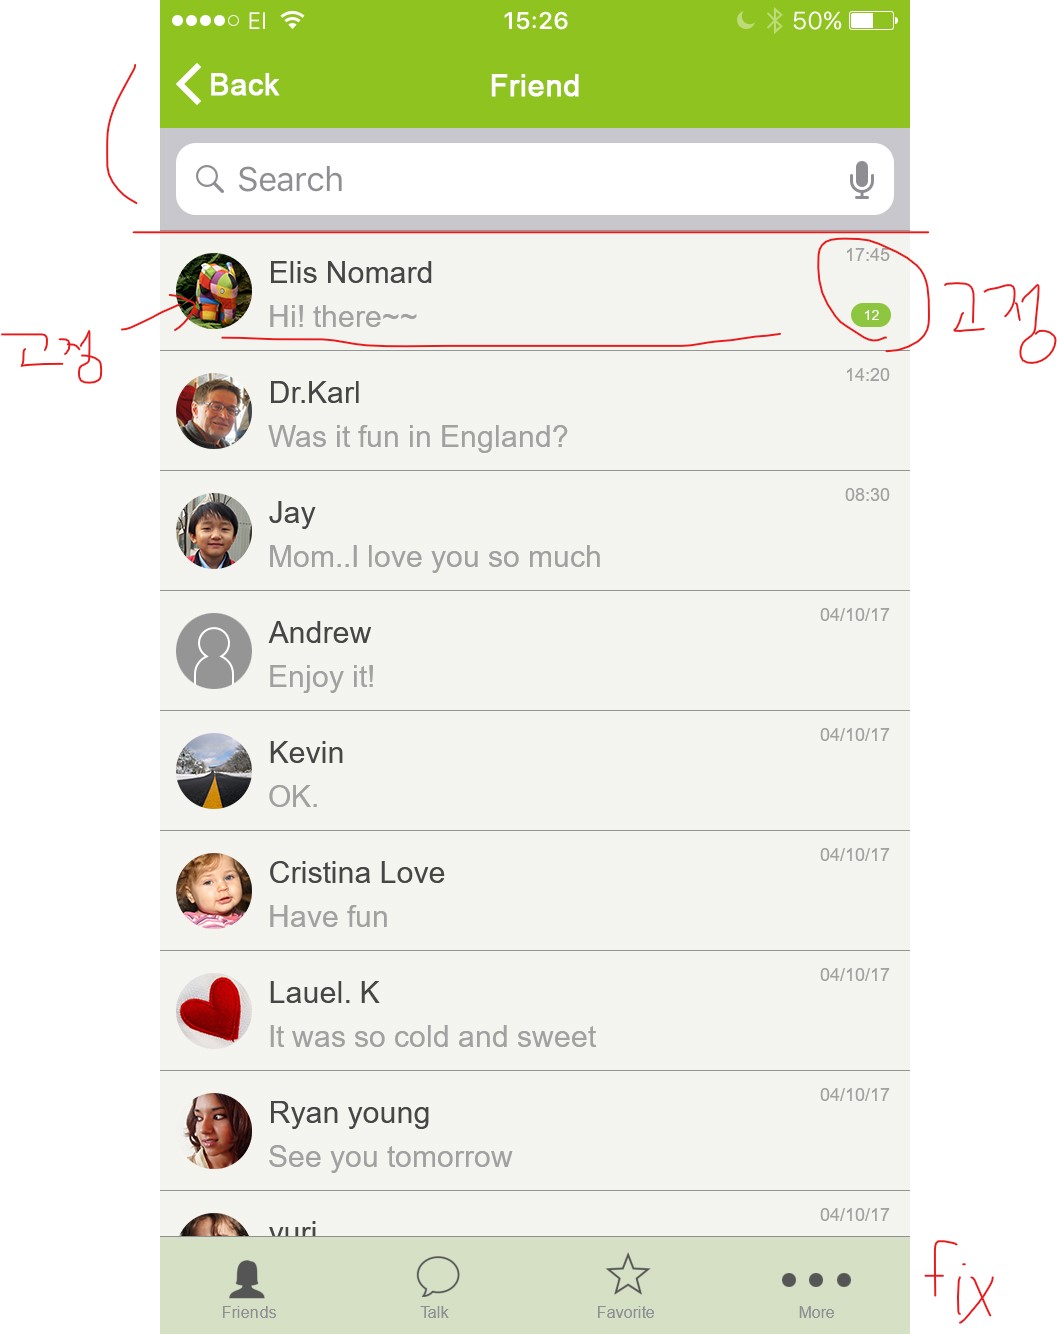 EI 15:26 50%
Back Friend
Search
Elis Nomard 17:45
Hi! there~~ 12
고정
고정
Dr.Karl 14:20
Was it fun in England?
Jay 08:30
Mom..I love you so much
Andrew 04/10/17
Enjoy it!
Kevin 04/10/17
OK.
Cristina Love 04/10/17
Have fun
Lauel. K 04/10/17
It was so cold and sweet
Ryan young 04/10/17
See you tomorrow
yuri 04/10/17
Friends Talk Favorite More
fix